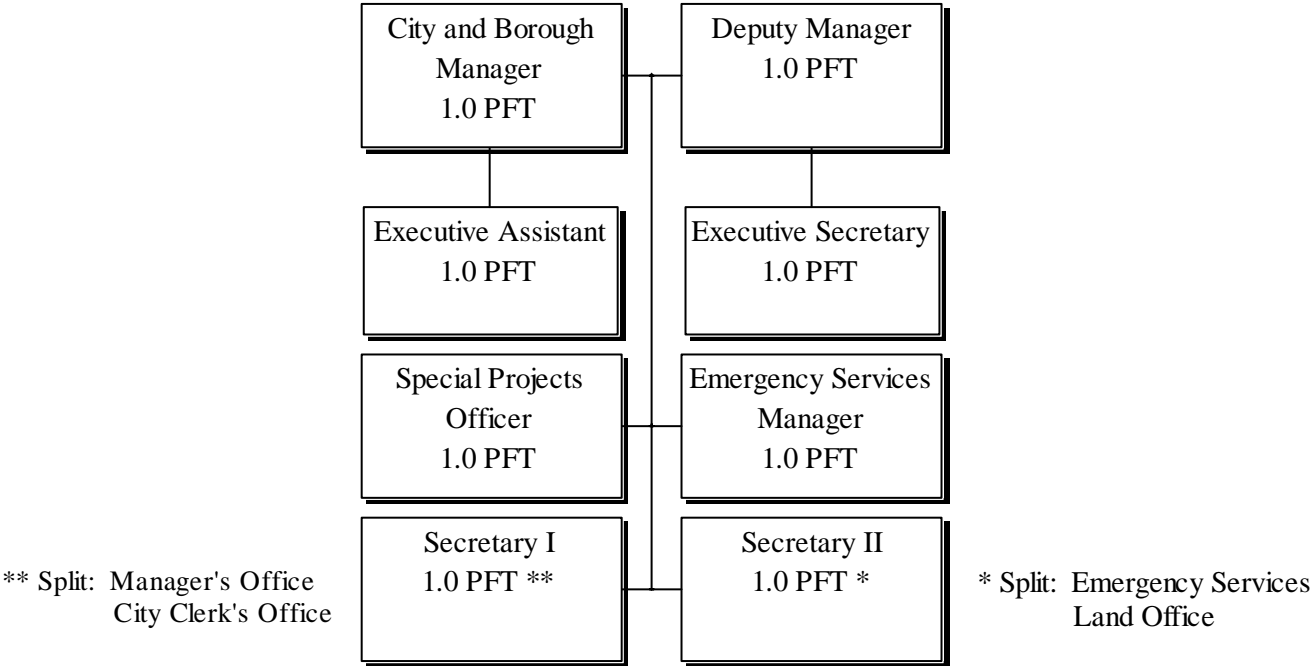 City and Borough
Manager
1.0 PFT
Deputy Manager
1.0 PFT
Executive Assistant
1.0 PFT
Executive Secretary
1.0 PFT
Special Projects
Officer
1.0 PFT
Emergency Services
Manager
1.0 PFT
** Split: Manager's Office
City Clerk's Office
Secretary I
1.0 PFT **
Secretary II
1.0 PFT *
* Split: Emergency Services
Land Office